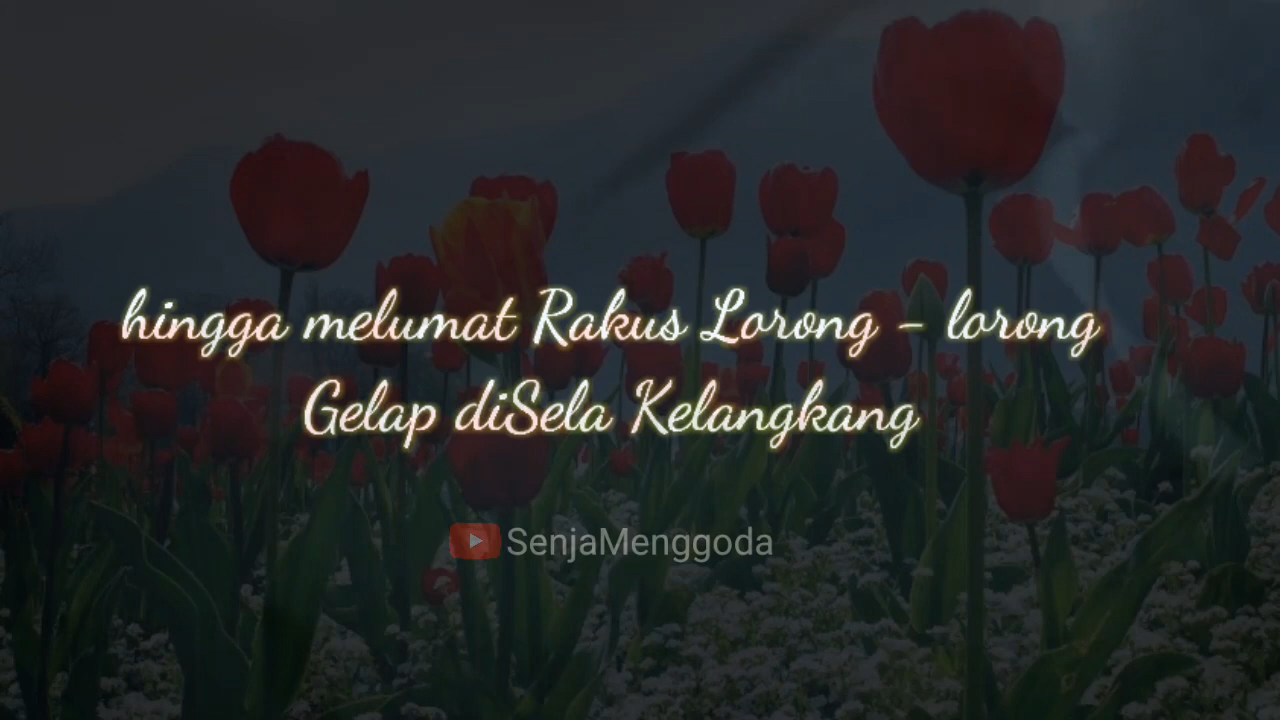 hingga melumat Rakus Lorong - lorong
Gelap diSela Kelangkang
SenjaMenggoda